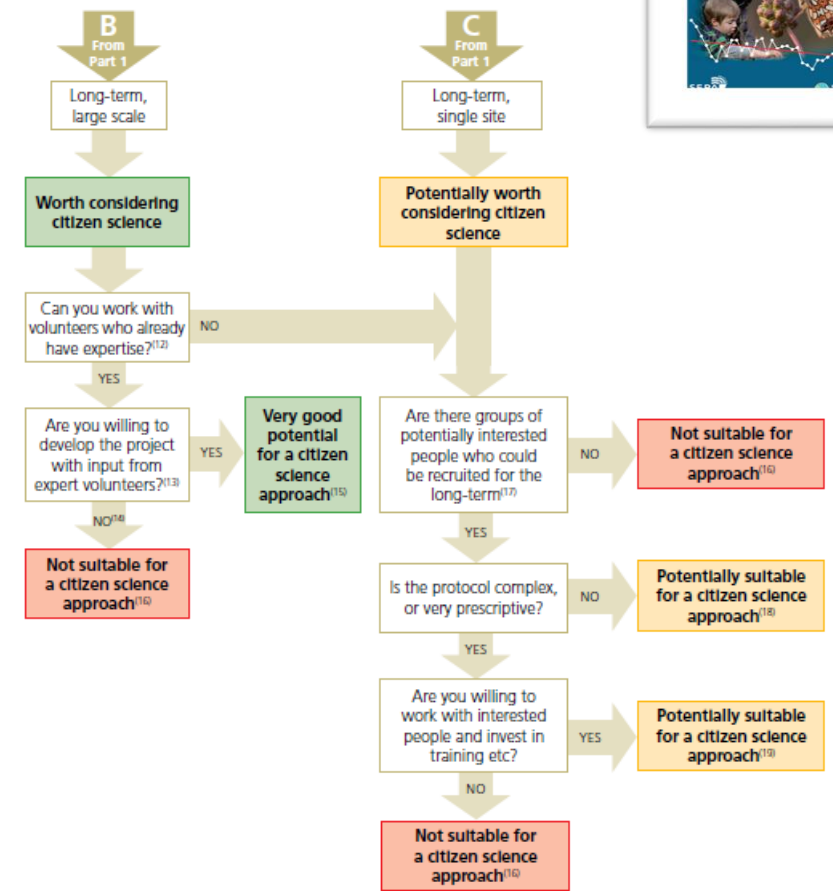 B
From
Part 1
Long-term,
large scale
Worth considering
citizen science
Can you work with
volunteers who already
have expertise?(12)
NO
YES
Are you willing to
develop the project
with input from
expert volunteers?(13)
YES
Very good
potential
for a citizen
science
approach(15)
NO(14)
Not suitable for
a citizen science
approach(16)
C
From
Part 1
Long-term,
single site
Potentially worth
considering citizen
science
Are there groups of
potentially interested
people who could
be recruited for the
long-term(17)
NO
Not suitable for
a citizen science
approach(16)
YES
Is the protocol complex,
or very prescriptive?
NO
Potentially suitable
for a citizen science
approach(18)
YES
Are you willing to
work with interested
people and invest in
training etc?
YES
Potentially suitable
for a citizen science
approach(19)
NO
Not suitable for
a citizen science
approach(16)